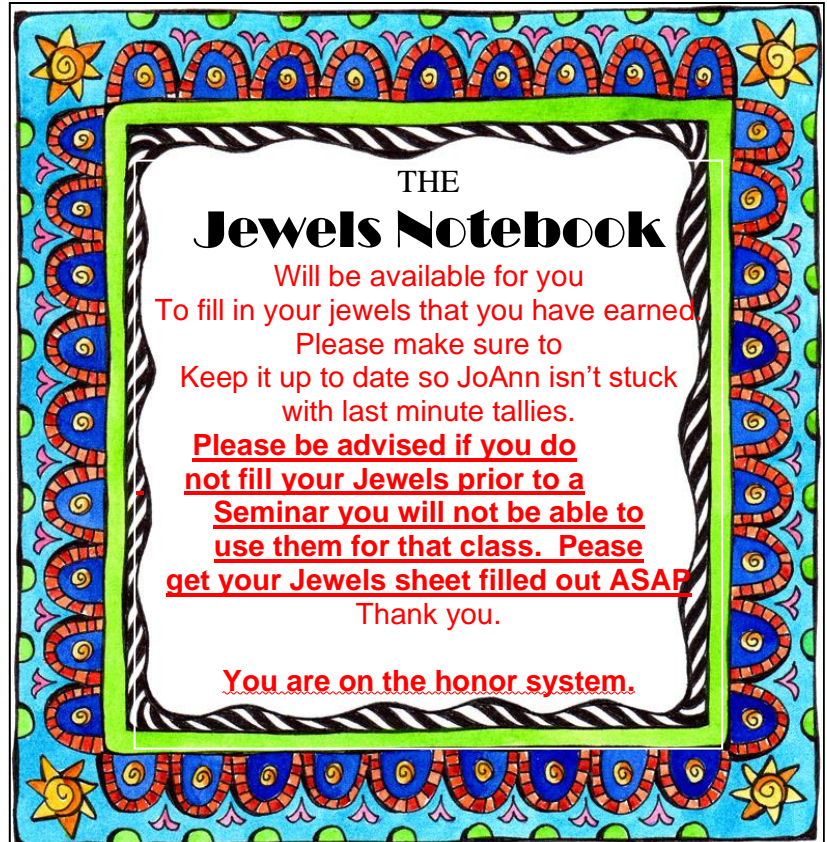 THE
Jewels Notebook
Will be available for you
To fill in your jewels that you have earned.
Please make sure to
Keep it up to date so JoAnn isn’t stuck
with last minute tallies.
Please be advised if you do
not fill your Jewels prior to a
Seminar you will not be able to
use them for that class.  Pease
get your Jewels sheet filled out ASAP
Thank you.
You are on the honor system.